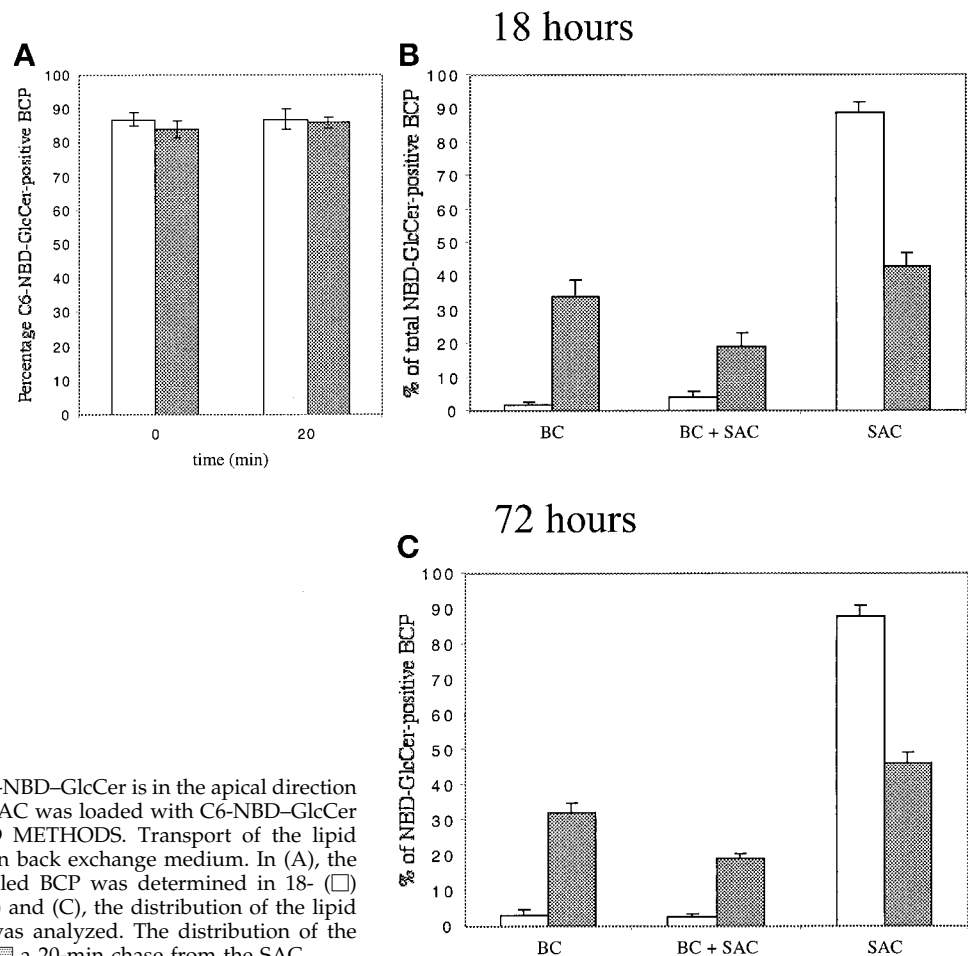 18 hours
A
B
Percentage C6-NBD-GlcCer-positive BCP
100
90
80
70
60
50
40
30
20
10
0
0
20
time (min)
% of total NBD-GlcCer-positive BCP
100
90
80
70
60
50
40
30
20
10
0
BC
BC + SAC
SAC
72 hours
C
% of NBD-GlcCer-positive BCP
100
90
80
70
60
50
40
30
20
10
0
BC
BC + SAC
SAC
-NBD–GlcCer is in the apical direction
AC was loaded with C6-NBD–GlcCer
METHODS. Transport of the lipid
n back exchange medium. In (A), the
led BCP was determined in 18- (□)
) and (C), the distribution of the lipid
was analyzed. The distribution of the
a 20-min chase from the SAC